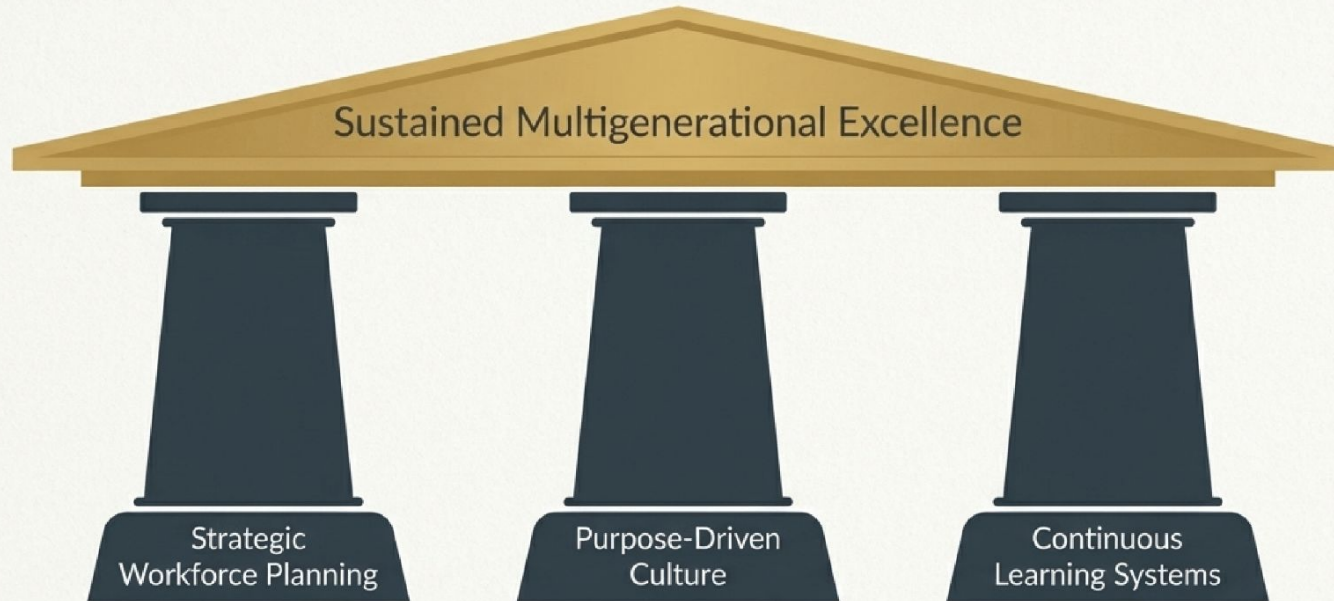 Sustained Multigenerational Excellence
Strategic
Workforce Planning
Purpose-Driven
Culture
Continuous
Learning Systems